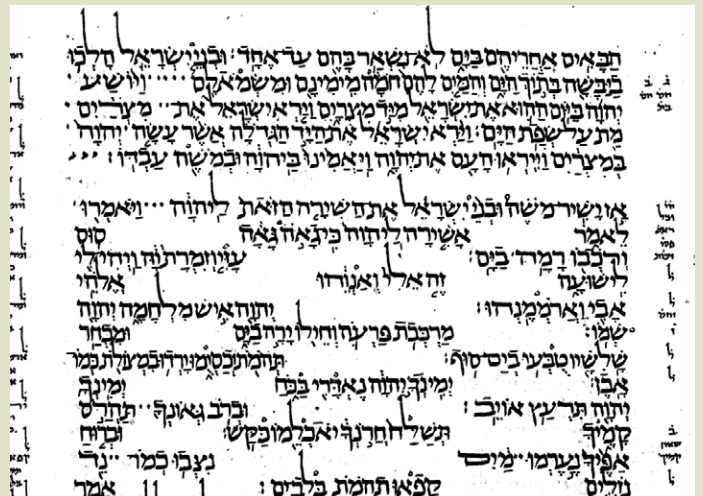 הבאים אחריהם בים לא נשאר בהם עד אחד ׃ ובני ישראל הלכו
ביבשה בתוך הים והמים להם חמה מימינם ומשמאלם ויושע
יהוה ביום ההוא את ישראל מיד מצרים וירא ישראל את מצרים
מת על שפת הים ׃ וירא ישראל את היד הגדלה אשר עשה יהוה
במצרים וייראו העם את יהוה ויאמינו ביהוה ובמשה עבדו ׃
אז ישיר משה ובני ישראל את השירה הזאת ליהוה ויאמרו
לאמר אשירה ליהוה כי גאה גאה סוס
ורכבו רמה בים ׃ עזי וזמרת יה ויהי לי
לישועה זה אלי ואנוהו אלהי
אבי וארממנהו ׃ יהוה איש מלחמה יהוה
שמו ׃ מרכבת פרעה וחילו ירה בים ומבחר
שלשיו טבעו בים סוף ׃ תהמת יכסימו ירדו במצולת כמו
אבן ׃ ימינך יהוה נאדרי בכח ימינך
יהוה תרעץ אויב ׃ וברב גאונך תהרס
קמיך תשלח חרנך יאכלמו כקש ׃ וברוח
אפיך נערמו מים נצבו כמו נד
נזלים קפאו תהמת בלב ים ׃ אמר